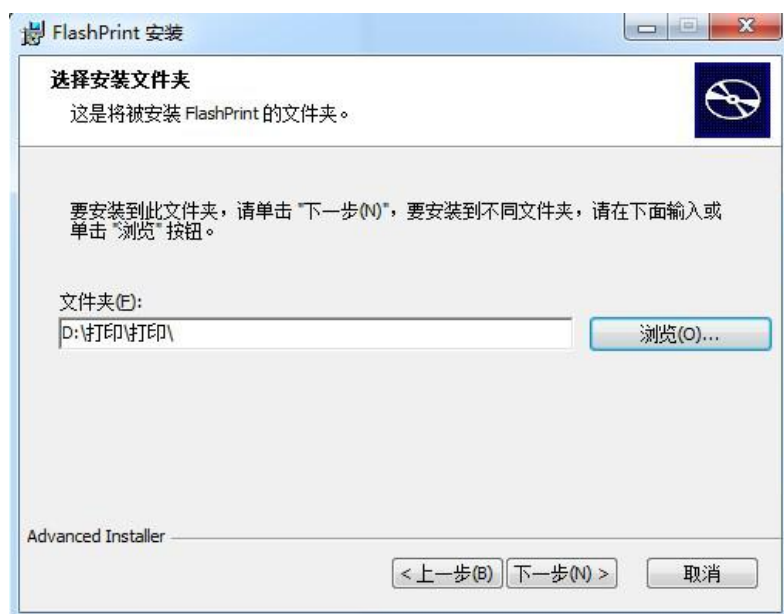 FlashPrint 安装
选择安装文件夹
这是将被安装 FlashPrint 的文件夹。
要安装到此文件夹，请单击 "下一步(N)"，要安装到不同文件夹，请在下面输入或
单击 "浏览" 按钮。
文件夹(F):
D:\打印\打印\
浏览(O)...
Advanced Installer
< 上一步(B)
下一步(N) >
取消